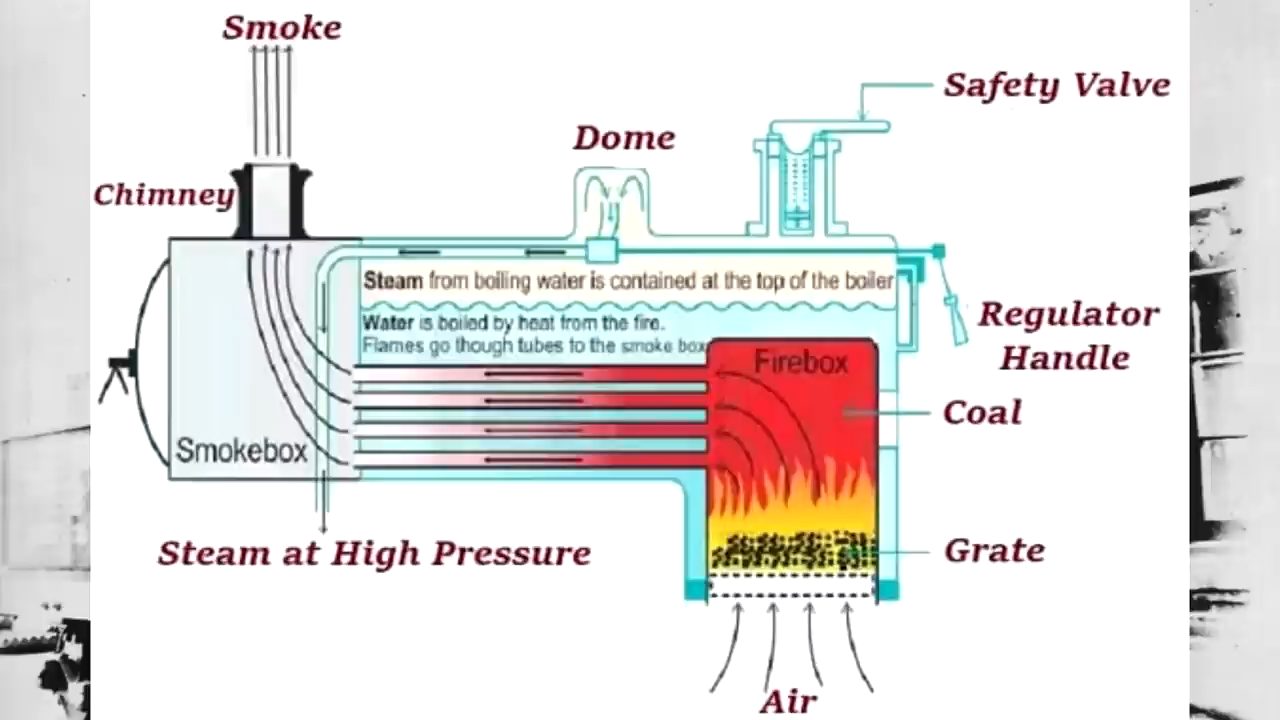 Smoke
Safety Valve
Dome
Chimney
Steam from boiling water is contained at the top of the boiler
Water is boiled by heat from the fire.
Flames go though tubes to the smoke box
Regulator
Handle
Firebox
Coal
Smokebox
Steam at High Pressure
Grate
Air